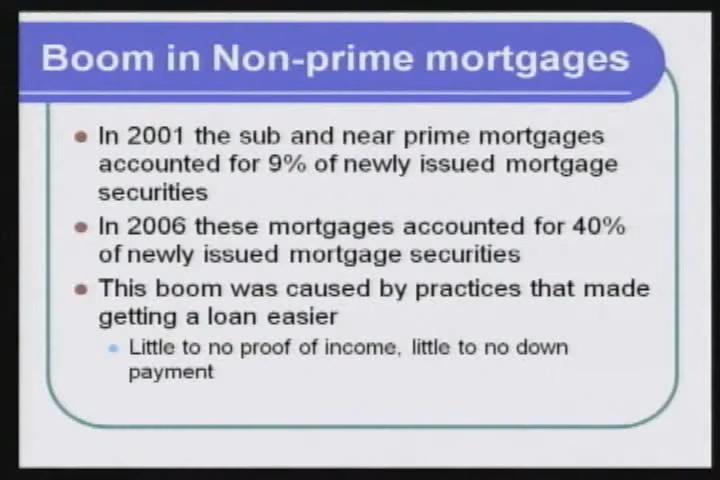 Boom in Non-prime mortgages
In 2001 the sub and near prime mortgages
accounted for 9% of newly issued mortgage
securities
In 2006 these mortgages accounted for 40%
of newly issued mortgage securities
This boom was caused by practices that made
getting a loan easier
Little to no proof of income, little to no down
payment